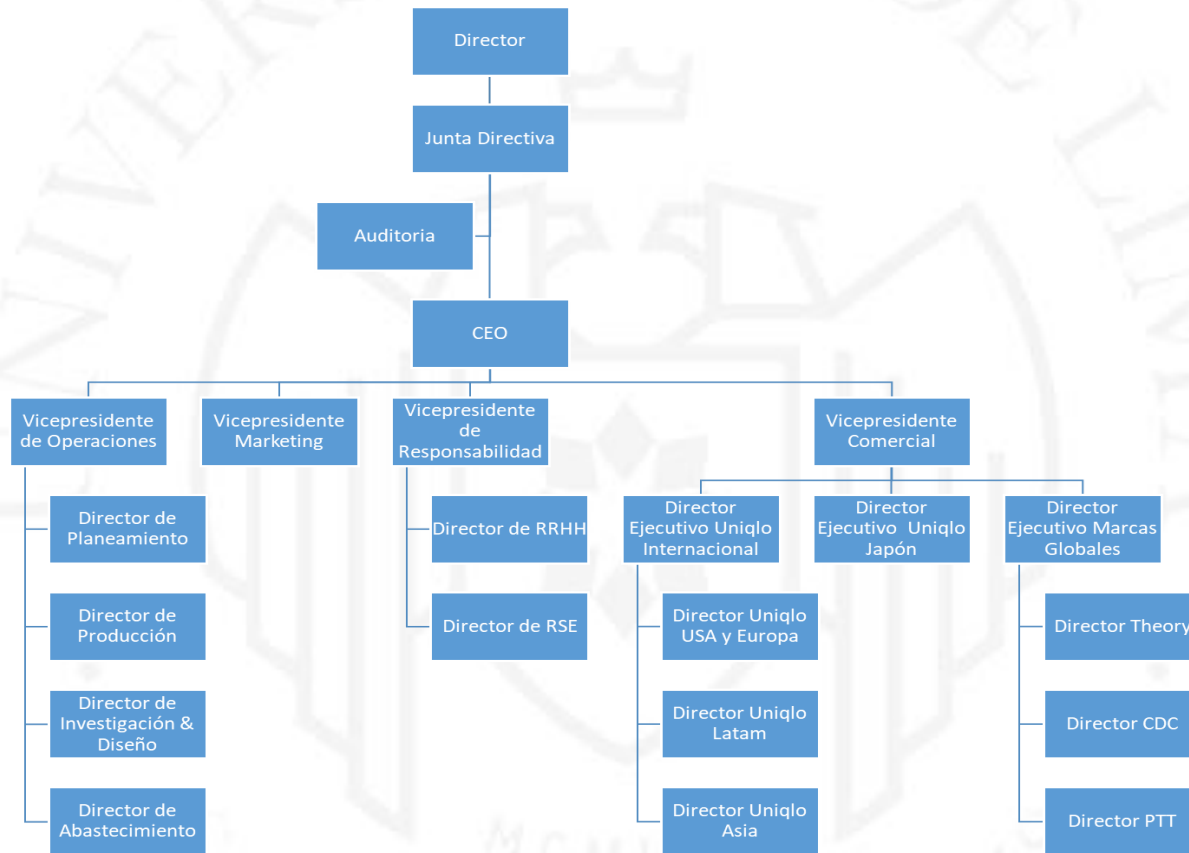 Director
Junta Directiva
Auditoria
CEO
Vicepresidente
de Operaciones
Vicepresidente
Marketing
Vicepresidente
de
Responsabilidad
Vicepresidente
Comercial
Director de
Planeamiento
Director de
Producción
Director de
Investigación &
Diseño
Director de
Abastecimiento
Director de RRHH
Director de RSE
Director
Ejecutivo Uniqlo
Internacional
Director
Ejecutivo Uniqlo
Japón
Director
Ejecutivo Marcas
Globales
Director Uniqlo
USA y Europa
Director Uniqlo
Latam
Director Uniqlo
Asia
Director Theory
Director CDC
Director PTT